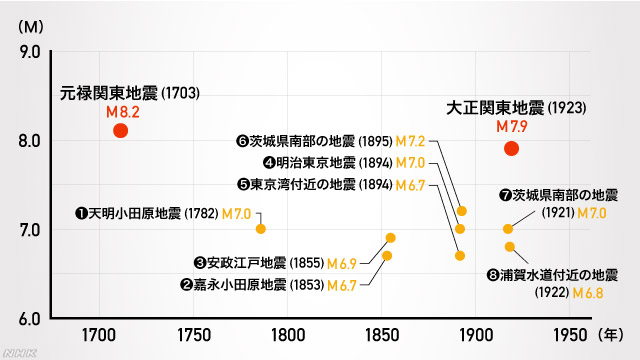 (M)
9.0
元禄関東地震(1703)
M8.2
大正関東地震(1923)
M7.9
8.0
❻茨城県南部の地震(1895)M7.2
❹明治東京地震(1894)M7.0
❺東京湾付近の地震(1894)M6.7
❼茨城県南部の地震
(1921)M7.0
❶天明小田原地震(1782)M7.0
7.0
❸安政江戸地震(1855)M6.9
❷嘉永小田原地震(1853)M6.7
❽浦賀水道付近の地震
(1922)M6.8
6.0
1700 1750 1800 1850 1900 1950 (年)
NHK